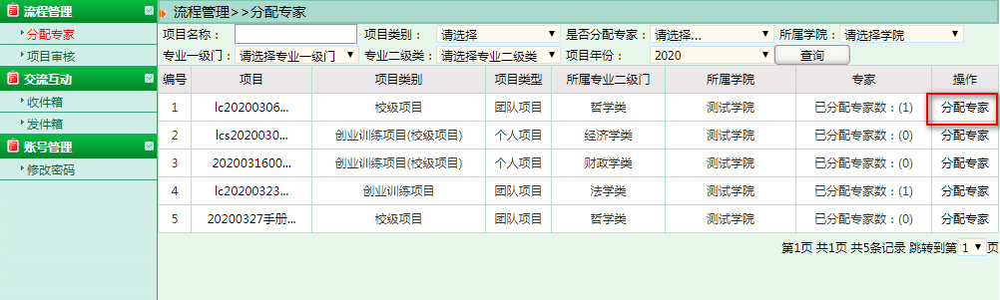 流程管理
分配专家
项目审核
交流互动
收件箱
发件箱
账号管理
修改密码
流程管理>>分配专家
项目名称： 项目类别： 请选择 是否分配专家：请选择... 所属学院：请选择学院
专业一级门： 请选择专业一级门 专业二级类：请选择专业二级类 项目年份： 2020 查询
编号 项目 项目类别 项目类型 所属专业二级门 所属学院 专家 操作
1 lc20200306... 校级项目 团队项目 哲学类 测试学院 已分配专家数：(1) 分配专家
2 lcs2020030... 创业训练项目(校级项目) 个人项目 经济学类 测试学院 已分配专家数：(0) 分配专家
3 2020031600... 创业训练项目(校级项目) 个人项目 财政学类 测试学院 已分配专家数：(0) 分配专家
4 lc20200323... 创业训练项目 团队项目 法学类 测试学院 已分配专家数：(1) 分配专家
5 20200327手册... 校级项目 团队项目 哲学类 测试学院 已分配专家数：(0) 分配专家
第1页 共1页 共5条记录 跳转到第 1 页